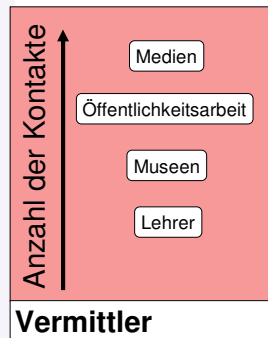 Anzahl der Kontakte
Medien
Öffentlichkeitsarbeit
Museen
Lehrer
Vermittler